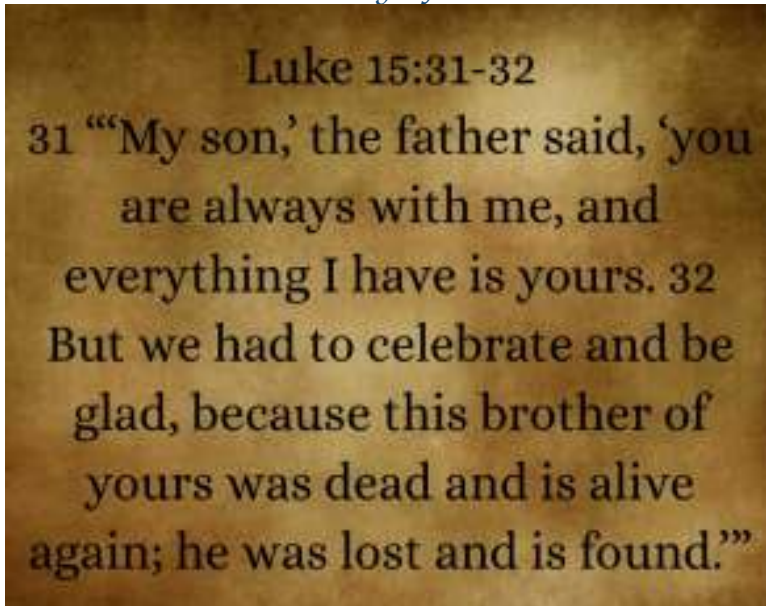 Luke 15:31-32
31 “‘My son,’ the father said, ‘you
are always with me, and
everything I have is yours. 32
But we had to celebrate and be
glad, because this brother of
yours was dead and is alive
again; he was lost and is found.’”